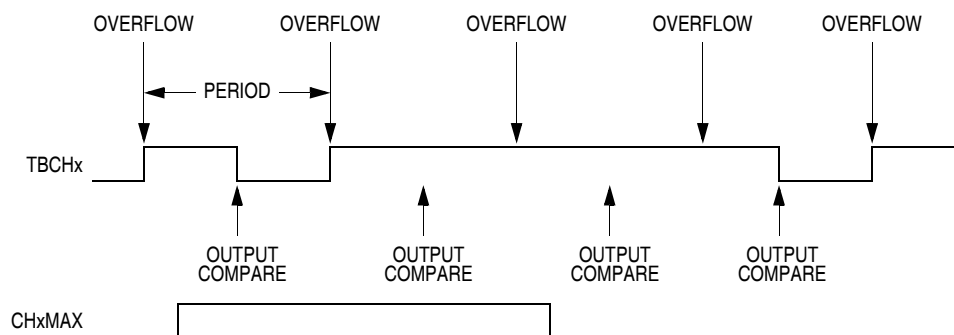 OVERFLOW OVERFLOW OVERFLOW OVERFLOW OVERFLOW
PERIOD
TBCHx
OUTPUT COMPARE
OUTPUT COMPARE
OUTPUT COMPARE
OUTPUT COMPARE
CHxMAX